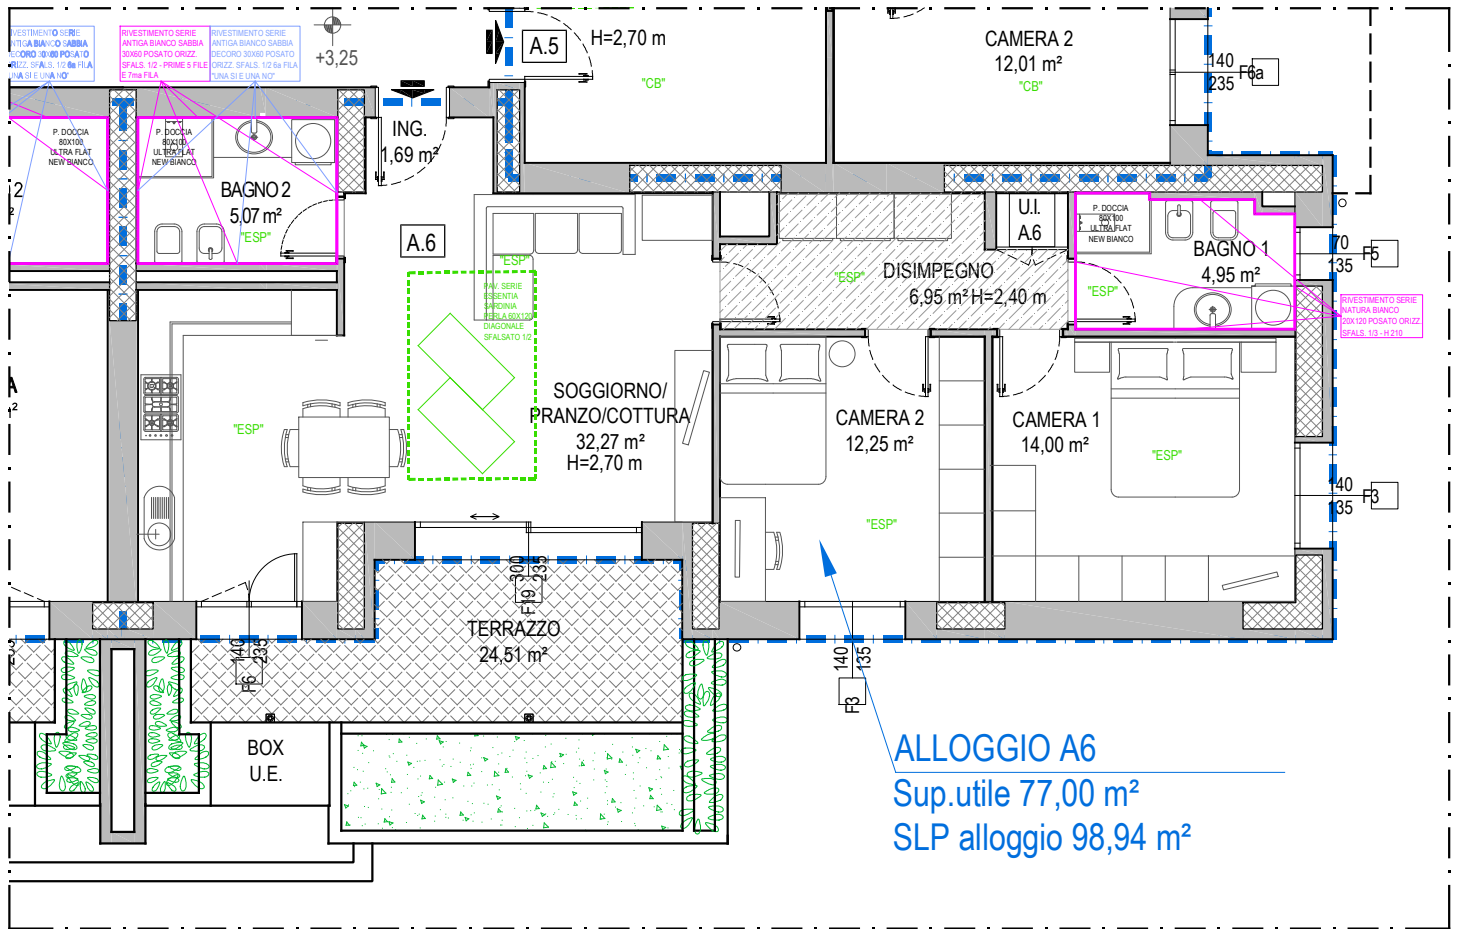 RIVESTIMENTO SERIE
ANTIGA BIANCO SABBIA
30X60 POSATO ORIZZ.
SFALS. 1/2 - PRIME 5 FILE
E 7ma FILA
RIVESTIMENTO SERIE
ANTIGA BIANCO SABBIA
DECORO 30X60 POSATO
ORIZZ. SFALS. 1/2 6a FILA
"UNA SI E UNA NO"
+3,25
A.5
H=2,70 m
"CB"
CAMERA 2
12,01 m²
"CB"
140
235
F6a
P. DOCCIA
80X100
ULTRA FLAT
NEW BIANCO
2
P. DOCCIA
80X100
ULTRA FLAT
NEW BIANCO
BAGNO 2
5,07 m²
"ESP"
ING.
1,69 m²
A.6
"ESP"
PAV. SERIE
ESSENTIA
SARDINIA
PERLA 60X120
DIAGONALE
SFALSATO 1/2
U.I.
A.6
"ESP"
DISIMPEGNO
6,95 m² H=2,40 m
P. DOCCIA
80X100
ULTRA FLAT
NEW BIANCO
BAGNO 1
4,95 m²
"ESP"
70
135
F5
RIVESTIMENTO SERIE
NATURA BIANCO
20X120 POSATO ORIZZ.
SFALS. 1/3 - H 210
A
"ESP"
SOGGIORNO/
PRANZO/COTTURA
32,27 m²
H=2,70 m
CAMERA 2
12,25 m²
"ESP"
CAMERA 1
14,00 m²
"ESP"
140
135
F3
300
235
F19
TERRAZZO
24,51 m²
140
235
F6
140
135
F3
BOX
U.E.
ALLOGGIO A6
Sup.utile 77,00 m²
SLP alloggio 98,94 m²